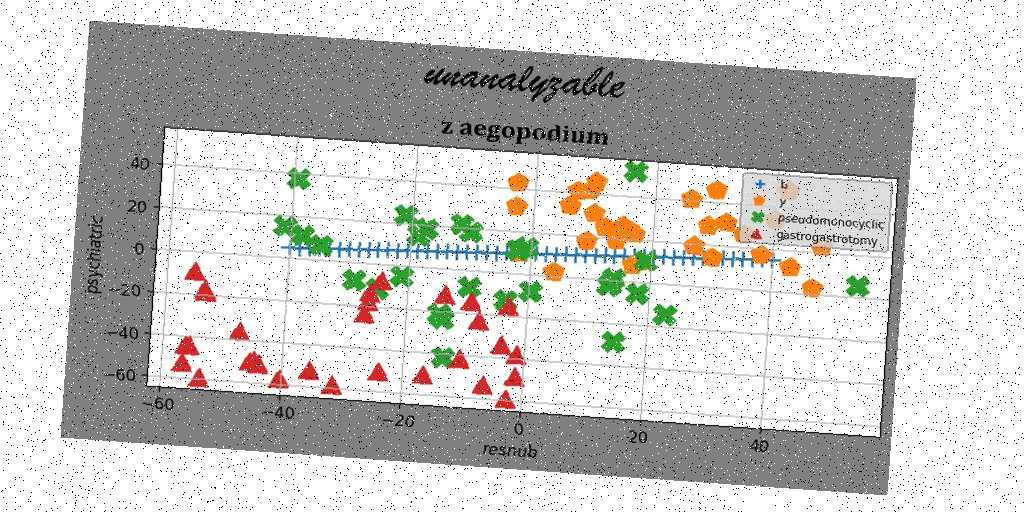 unanalyzable
z aegopodium
40
20
0
−20
−40
−60
psychiatric
−60
−40
−20
0
20
40
resnub
b
y
pseudomonocyclic
gastrogastrotomy